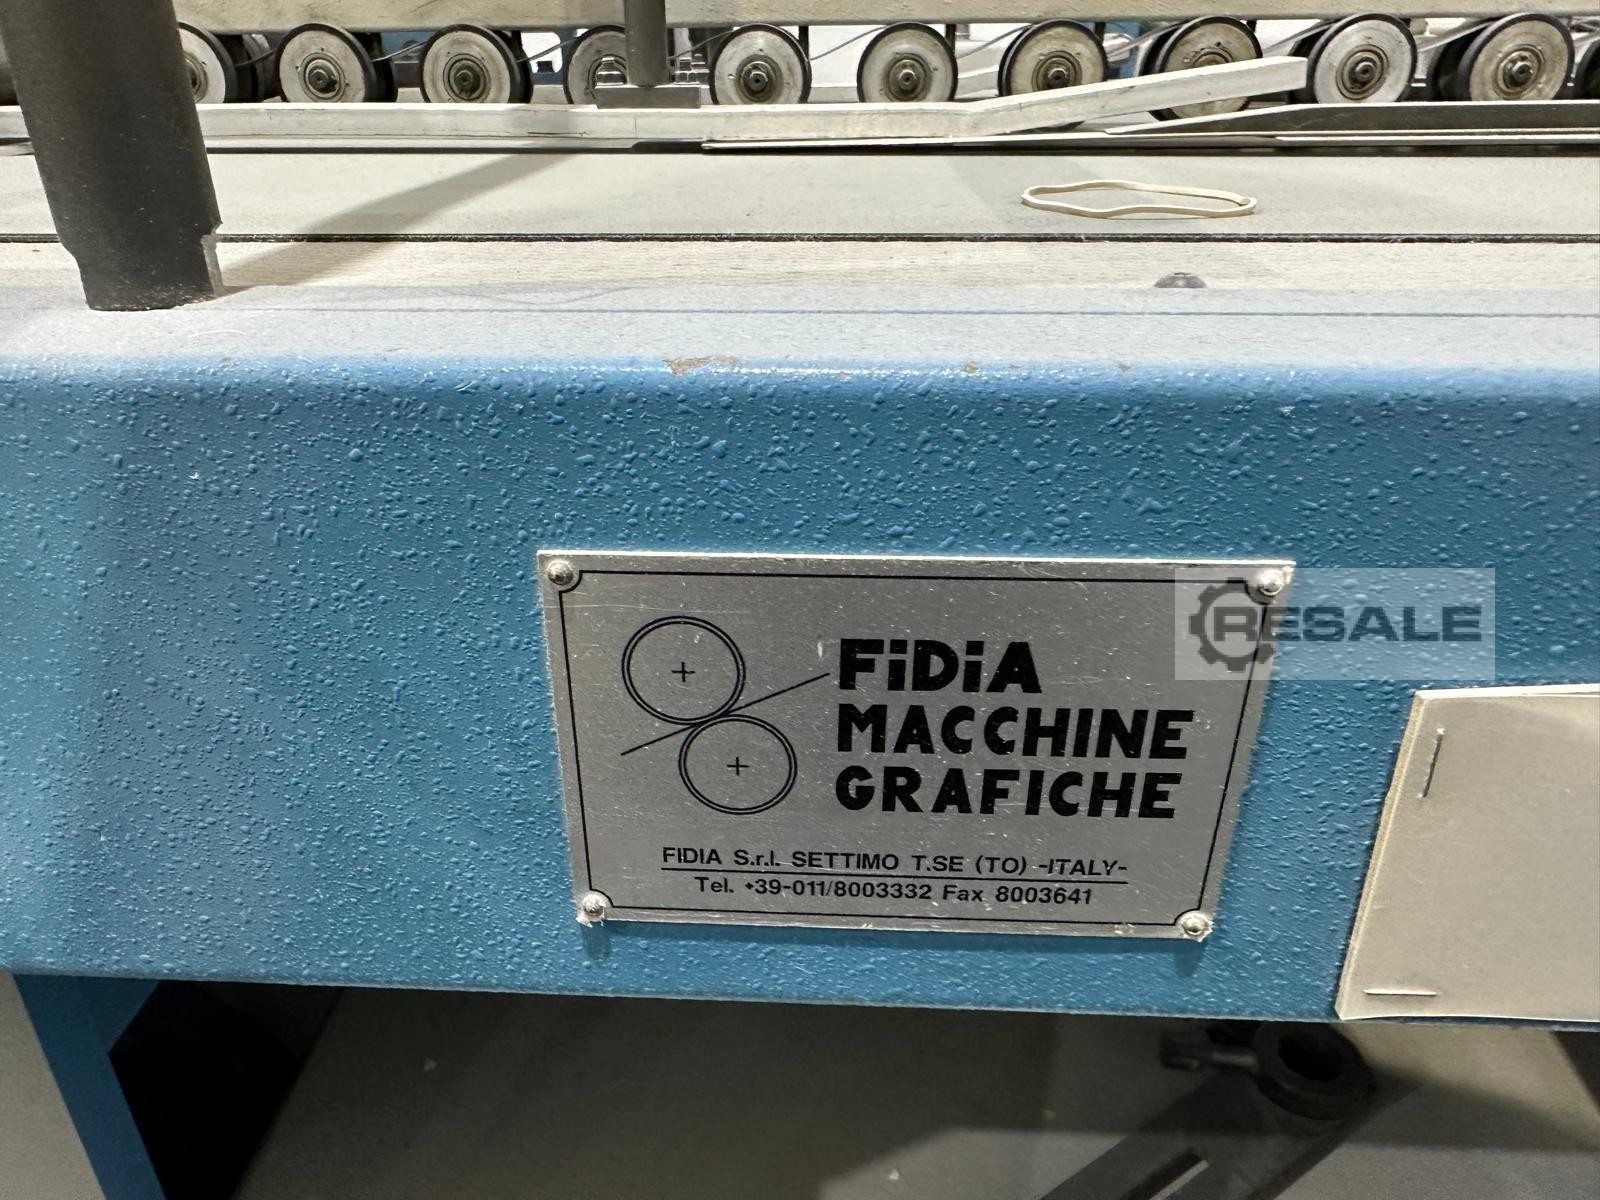 FiDiA
MACCHINE
GRAFICHE
FIDIA S.r.l. SETTIMO T.SE (TO) -ITALY-
Tel. +39-011/8003332 Fax 8003641
RESALE